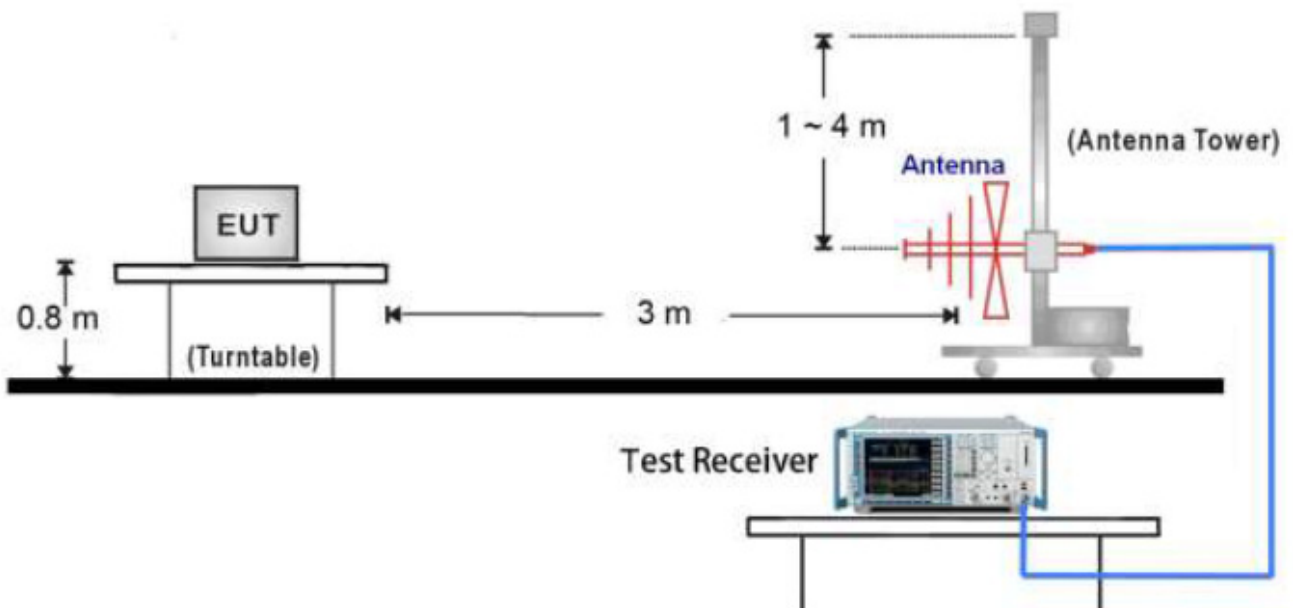 1 ~ 4 m
(Antenna Tower)
Antenna
EUT
0.8 m
3 m
(Turntable)
Test Receiver